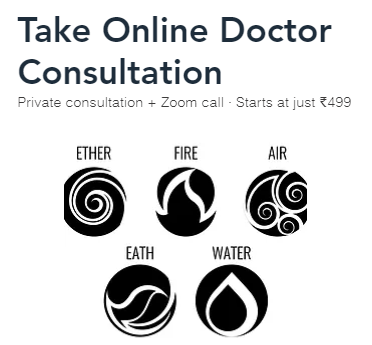 Take Online Doctor
Consultation
Private consultation + Zoom call · Starts at just ₹499
ETHER FIRE AIR
EATH WATER